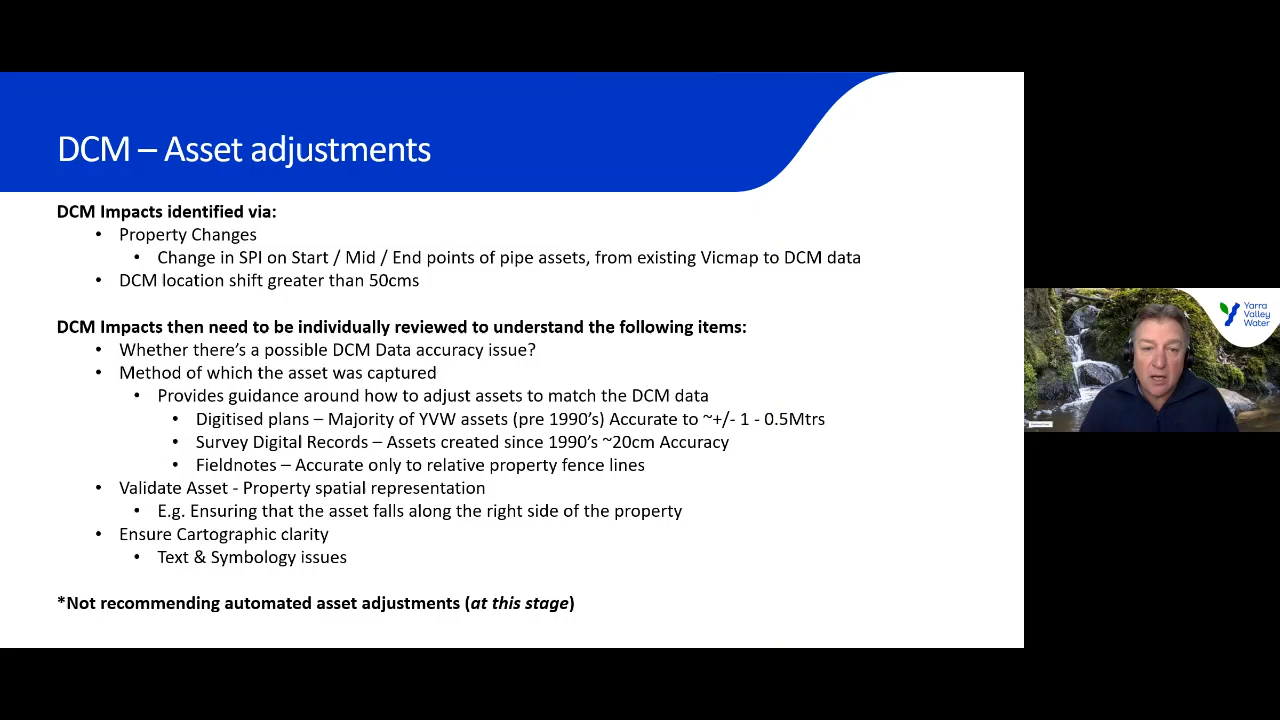 DCM – Asset adjustments
DCM Impacts identified via:
• Property Changes
• Change in SPI on Start / Mid / End points of pipe assets, from existing Vicmap to DCM data
• DCM location shift greater than 50cms
DCM Impacts then need to be individually reviewed to understand the following items:
• Whether there’s a possible DCM Data accuracy issue?
• Method of which the asset was captured
• Provides guidance around how to adjust assets to match the DCM data
• Digitised plans – Majority of YVW assets (pre 1990’s) Accurate to ~+/- 1 - 0.5Mtrs
• Survey Digital Records – Assets created since 1990’s ~20cm Accuracy
• Fieldnotes – Accurate only to relative property fence lines
• Validate Asset - Property spatial representation
• E.g. Ensuring that the asset falls along the right side of the property
• Ensure Cartographic clarity
• Text & Symbology issues
*Not recommending automated asset adjustments (at this stage)
Yarra
Valley
Water